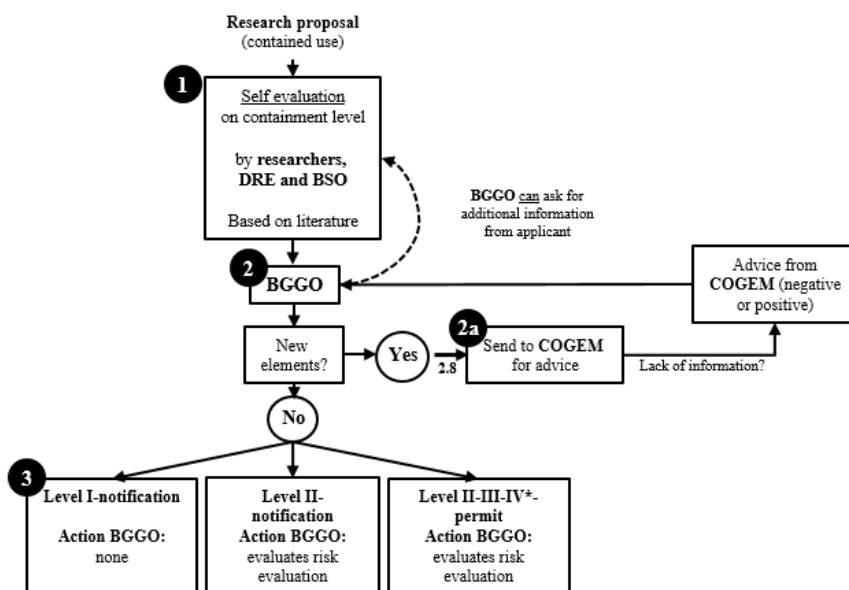 Research proposal
(contained use)
1
Self evaluation
on containment level
by researchers,
DRE and BSO
Based on literature
BGGO can ask for
additional information
from applicant
2
BGGO
Advice from
COGEM (negative
or positive)
New
elements?
Yes
2.8
2a
Send to COGEM
for advice
Lack of information?
No
3
Level I-notification
Action BGGO:
none
Level II-
notification
Action BGGO:
evaluates risk
evaluation
Level II-III-IV*-
permit
Action BGGO:
evaluates risk
evaluation